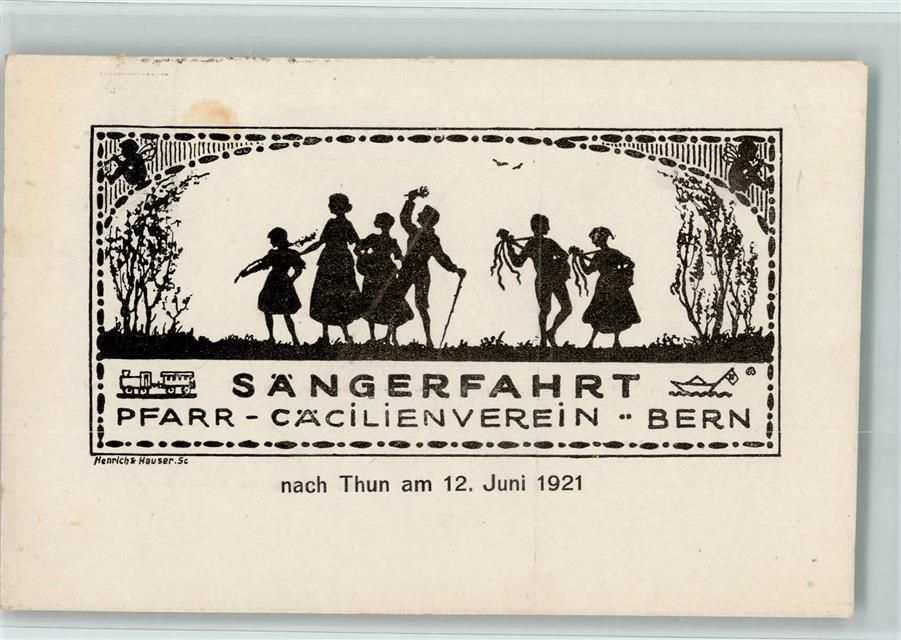 SÄNGERFAHRT
PFARR - CÄCILIENVEREIN ·· BERN
Henrich & Hauser. Sc
nach Thun am 12. Juni 1921